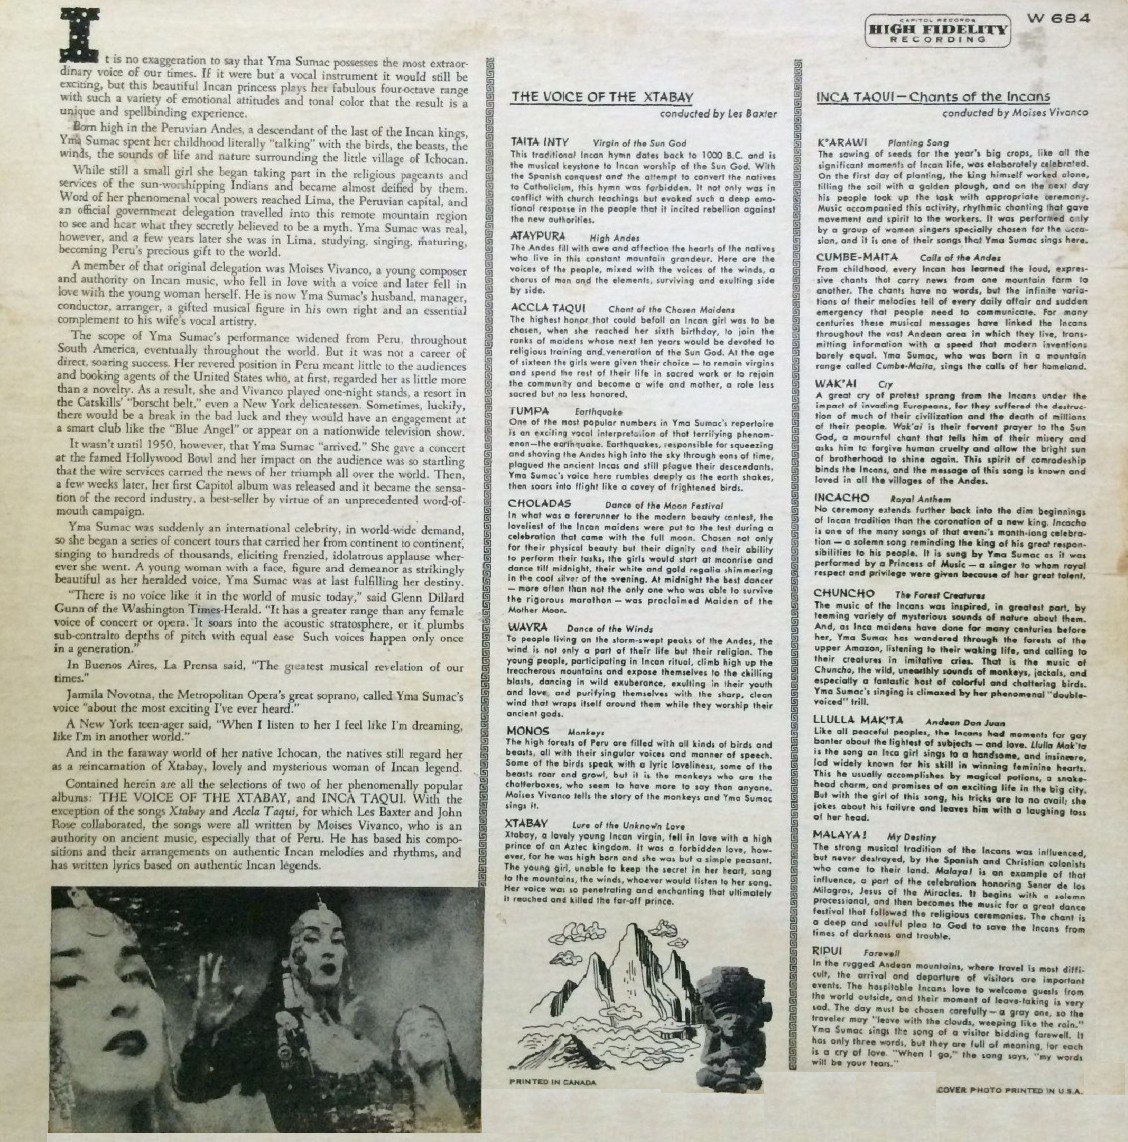 CAPITOL RECORDS
HIGH FIDELITY
RECORDING
W 684
It is no exaggeration to say that Yma Sumac possesses the most extraor-
dinary voice of our times. If it were but a vocal instrument it would still be
exciting, but this beautiful Incan princess plays her fabulous four-octave range
with such a variety of emotional attitudes and tonal color that the result is a
unique and spellbinding experience.
Born high in the Peruvian Andes, a descendant of the last of the Incan kings,
Yma Sumac spent her childhood literally "talking" with the birds, the beasts, the
winds, the sounds of life and nature surrounding the little village of Ichocan.
While still a small girl she began taking part in the religious pageants and
services of the sun-worshipping Indians and became almost deified by them.
Word of her phenomenal vocal powers reached Lima, the Peruvian capital, and
an official government delegation travelled into this remote mountain region
to see and hear what they secretly believed to be a myth. Yma Sumac was real,
however, and a few years later she was in Lima, studying, singing, maturing,
becoming Peru's precious gift to the world.
A member of that original delegation was Moises Vivanco, a young composer
and authority on Incan music, who fell in love with a voice and later fell in
love with the young woman herself. He is now Yma Sumac's husband, manager,
conductor, arranger, a gifted musical figure in his own right and an essential
complement to his wife's vocal artistry.
The scope of Yma Sumac's performance widened from Peru, throughout
South America, eventually throughout the world. But it was not a career of
direct, soaring success. Her revered position in Peru meant little to the audiences
and booking agents of the United States who, at first, regarded her as little more
than a novelty. As a result, she and Vivanco played one-night stands, a resort in
the Catskills' "borscht belt," even a New York delicatessen. Sometimes, luckily,
there would be a break in the bad luck and they would have an engagement at
a smart club like the "Blue Angel" or appear on a nationwide television show.
It wasn't until 1950, however, that Yma Sumac "arrived." She gave a concert
at the famed Hollywood Bowl and her impact on the audience was so startling
that the wire services carried the news of her triumph all over the world. Then,
a few weeks later, her first Capitol album was released and it became the sensa-
tion of the record industry, a best-seller by virtue of an unprecedented word-of-
mouth campaign.
Yma Sumac was suddenly an international celebrity, in world-wide demand,
so she began a series of concert tours that carried her from continent to continent,
singing to hundreds of thousands, eliciting frenzied, idolatrous applause wher-
ever she went. A young woman with a face, figure and demeanor as strikingly
beautiful as her heralded voice, Yma Sumac was at last fulfilling her destiny.
"There is no voice like it in the world of music today," said Glenn Dillard
Gunn of the Washington Times-Herald. "It has a greater range than any female
voice of concert or opera. It soars into the acoustic stratosphere, or it plumbs
sub-contralto depths of pitch with equal ease Such voices happen only once
in a generation."
In Buenos Aires, La Prensa said, "The greatest musical revelation of our
times."
Jarmila Novotna, the Metropolitan Opera's great soprano, called Yma Sumac's
voice "about the most exciting I've ever heard."
A New York teen-ager said, "When I listen to her I feel like I'm dreaming,
like I'm in another world."
And in the faraway world of her native Ichocan, the natives still regard her
as a reincarnation of Xtabay, lovely and mysterious woman of Incan legend.
Contained herein are all the selections of two of her phenomenally popular
albums: THE VOICE OF THE XTABAY, and INCA TAQUI. With the
exception of the songs Xtabay and Accla Taqui, for which Les Baxter and John
Rose collaborated, the songs were all written by Moises Vivanco, who is an
authority on ancient music, especially that of Peru. He has based his compo-
sitions and their arrangements on authentic Incan melodies and rhythms, and
has written lyrics based on authentic Incan legends.
THE VOICE OF THE XTABAY
conducted by Les Baxter
TAITA INTY Virgin of the Sun God
This traditional Incan hymn dates back to 1000 B.C. and is
the musical keystone to Incan worship of the Sun God. With
the Spanish conquest and the attempt to convert the natives
to Catholicism, this hymn was forbidden. It not only was in
conflict with church teachings but evoked such a deep emo-
tional response in the people that it incited rebellion against
the new authorities.
ATAYPURA High Andes
The Andes fill with awe and affection the hearts of the natives
who live in this constant mountain grandeur. Here are the
voices of the people, mixed with the voices of the winds, a
chorus of man and the elements, surviving and exulting side
by side.
ACCLA TAQUI Chant of the Chosen Maidens
The highest honor that could befall an Incan girl was to be
chosen, when she reached her sixth birthday, to join the
ranks of maidens whose next ten years would be devoted to
religious training and veneration of the Sun God. At the age
of sixteen the girls were given their choice — to remain virgins
and spend the rest of their life in sacred work or to rejoin
the community and become a wife and mother, a role less
sacred but no less honored.
TUMPA Earthquake
One of the most popular numbers in Yma Sumac's repertoire
is an exciting vocal interpretation of that terrifying phenom-
enon—the earthquake. Earthquakes, responsible for squeezing
and shoving the Andes high into the sky through eons of time,
plagued the ancient Incas and still plague their descendants.
Yma Sumac's voice here rumbles deeply as the earth shakes,
then soars into flight like a covey of frightened birds.
CHOLADAS Dance of the Moon Festival
In what was a forerunner to the modern beauty contest, the
loveliest of the Incan maidens were put to the test during a
celebration that came with the full moon. Chosen not only
for their physical beauty but their dignity and their ability
to perform their tasks, the girls would start at moonrise and
dance till midnight, their white and gold regalia shimmering
in the cool silver of the evening. At midnight the best dancer
— more often than not the only one who was able to survive
the rigorous marathon — was proclaimed Maiden of the
Mother Moon.
WAYRA Dance of the Winds
To people living on the storm-swept peaks of the Andes, the
wind is not only a part of their life but their religion. The
young people, participating in Incan ritual, climb high up the
treacherous mountains and expose themselves to the chilling
blasts, dancing in wild exuberance, exulting in their youth
and love, and purifying themselves with the sharp, clean
wind that wraps itself around them while they worship their
ancient gods.
MONOS Monkeys
The high forests of Peru are filled with all kinds of birds and
beasts, all with their singular voices and manner of speech.
Some of the birds speak with a lyric loveliness, some of the
beasts roar and growl, but it is the monkeys who are the
chatterboxes, who seem to have more to say than anyone.
Moises Vivanco tells the story of the monkeys and Yma Sumac
sings it.
XTABAY Lure of the Unknown Love
Xtabay, a lovely young Incan virgin, fell in love with a high
prince of an Aztec kingdom. It was a forbidden love, how-
ever, for he was high born and she was but a simple peasant.
The young girl, unable to keep the secret in her heart, sang
to the mountains, the winds, whoever would listen to her song.
Her voice was so penetrating and enchanting that ultimately
it reached and killed the far-off prince.
PRINTED IN CANADA
INCA TAQUI—Chants of the Incans
conducted by Moises Vivanco
K'ARAWI Planting Song
The sowing of seeds for the year's big crops, like all the
significant moments of Incan life, was elaborately celebrated.
On the first day of planting, the king himself worked alone,
tilling the soil with a golden plough, and on the next day
his people took up the task with appropriate ceremony.
Music accompanied this activity, rhythmic chanting that gave
movement and spirit to the workers. It was performed only
by a group of women singers specially chosen for the occa-
sion, and it is one of their songs that Yma Sumac sings here.
CUMBE-MAITA Calls of the Andes
From childhood, every Incan has learned the loud, expres-
sive chants that carry news from one mountain farm to
another. The chants have no words, but the infinite varia-
tions of their melodies tell of every daily affair and sudden
emergency that people need to communicate. For many
centuries these musical messages have linked the Incans
throughout the vast Andean area in which they live, trans-
mitting information with a speed that modern inventions
barely equal. Yma Sumac, who was born in a mountain
range called Cumbe-Maita, sings the calls of her homeland.
WAK'AI Cry
A great cry of protest sprang from the Incans under the
impact of invading Europeans, for they suffered the destruc-
tion of much of their civilization and the death of millions
of their people. Wak'ai is their fervent prayer to the Sun
God, a mournful chant that tells him of their misery and
asks him to forgive human cruelty and allow the bright sun
of brotherhood to shine again. This spirit of comradeship
binds the Incans, and the message of this song is known and
loved in all the villages of the Andes.
INCACHO Royal Anthem
No ceremony extends further back into the dim beginnings
of Incan tradition than the coronation of a new king. Incacho
is one of the many songs of that event's month-long celebra-
tion — a solemn song reminding the king of his great respon-
sibilities to his people. It is sung by Yma Sumac as it was
performed by a Princess of Music — a singer to whom royal
respect and privilege were given because of her great talent.
CHUNCHO The Forest Creatures
The music of the Incans was inspired, in greatest part, by
teeming variety of mysterious sounds of nature about them.
And, as Inca maidens have done for many centuries before
her, Yma Sumac has wandered through the forests of the
upper Amazon, listening to their waking life, and calling to
their creatures in imitative cries. That is the music of
Chuncho, the wild, unearthly sounds of monkeys, jackals, and
especially a fantastic host of colorful and chattering birds.
Yma Sumac's singing is climaxed by her phenomenal "double-
voiced" trill.
LLULLA MAK'TA Andean Don Juan
Like all peaceful peoples, the Incans had moments for gay
banter about the lightest of subjects — and love. Llulla Mak'ta
is the song an Inca girl sings to a handsome, and insincere,
lad widely known for his skill in winning feminine hearts.
This he usually accomplishes by magical potions, a snake-
head charm, and promises of an exciting life in the big city.
But with the girl of this song, his tricks are to no avail; she
jokes about his failure and leaves him with a laughing toss
of her head.
MALAYA! My Destiny
The strong musical tradition of the Incans was influenced,
but never destroyed, by the Spanish and Christian colonists
who came to their land. Malaya! is an example of that
influence, a part of the celebration honoring Senor de los
Milagros, Jesus of the Miracles. It begins with a solemn
processional, and then becomes the music for a great dance
festival that followed the religious ceremonies. The chant is
a deep and soulful plea to God to save the Incans from
times of darkness and trouble.
RIPUI Farewell
In the rugged Andean mountains, where travel is most diffi-
cult, the arrival and departure of visitors are important
events. The hospitable Incans love to welcome guests from
the world outside, and their moment of leave-taking is very
sad. The day must be chosen carefully — a gray one, so the
traveler may "leave with the clouds, weeping like the rain."
Yma Sumac sings the song of a visitor bidding farewell. It
has only three words, but they are full of meaning, for each
is a cry of love. "When I go," the song says, "my words
will be your tears."
COVER PHOTO PRINTED IN U.S.A.